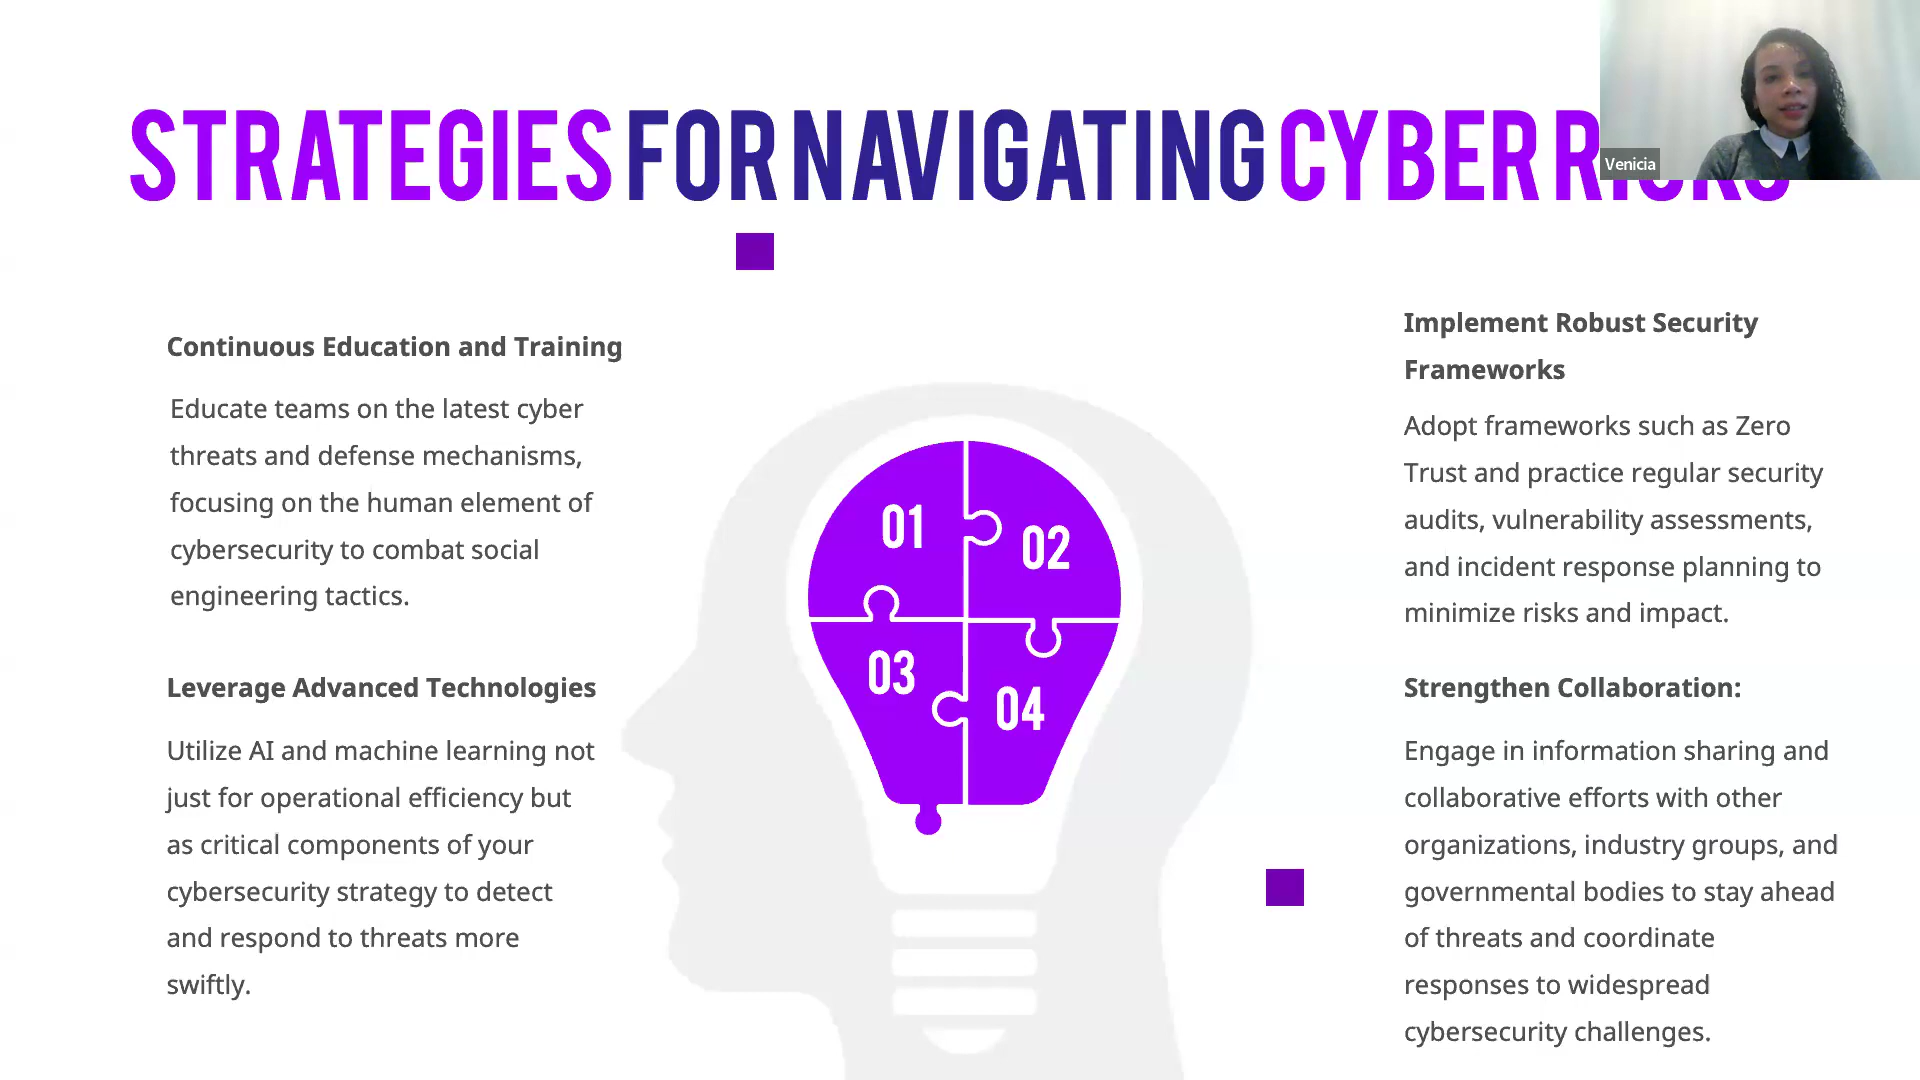 STRATEGIES FOR NAVIGATING CYBER RISKS
Venicia
Continuous Education and Training
Educate teams on the latest cyber
threats and defense mechanisms,
focusing on the human element of
cybersecurity to combat social
engineering tactics.
Implement Robust Security
Frameworks
Adopt frameworks such as Zero
Trust and practice regular security
audits, vulnerability assessments,
and incident response planning to
minimize risks and impact.
01
02
03
04
Leverage Advanced Technologies
Utilize AI and machine learning not
just for operational efficiency but
as critical components of your
cybersecurity strategy to detect
and respond to threats more
swiftly.
Strengthen Collaboration:
Engage in information sharing and
collaborative efforts with other
organizations, industry groups, and
governmental bodies to stay ahead
of threats and coordinate
responses to widespread
cybersecurity challenges.